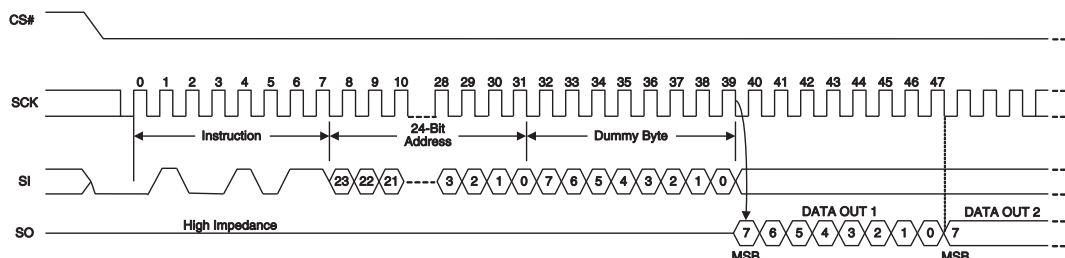 CS#
0 1 2 3 4 5 6 7 8 9 10 28 29 30 31 32 33 34 35 36 37 38 39 40 41 42 43 44 45 46 47
SCK
Instruction 24-Bit Address Dummy Byte
SI 23 22 21 3 2 1 0 7 6 5 4 3 2 1 0
High Impedance DATA OUT 1 DATA OUT 2
SO 7 6 5 4 3 2 1 0 7
MSB MSB